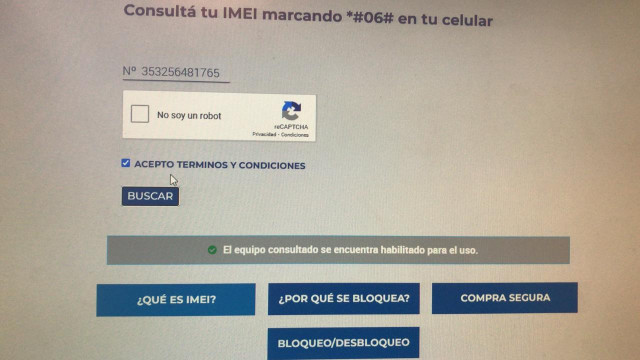 Consultá tu IMEI marcando *#06# en tu celular
Nº 353256481765
No soy un robot
reCAPTCHA
Privacidad - Condiciones
ACEPTO TERMINOS Y CONDICIONES
BUSCAR
El equipo consultado se encuentra habilitado para el uso.
¿QUÉ ES IMEI?
¿POR QUÉ SE BLOQUEA?
COMPRA SEGURA
BLOQUEO/DESBLOQUEO